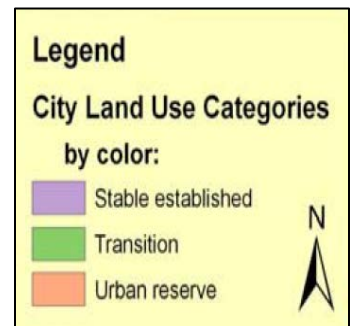 Legend
City Land Use Categories
by color:
Stable established
N
Transition
Urban reserve